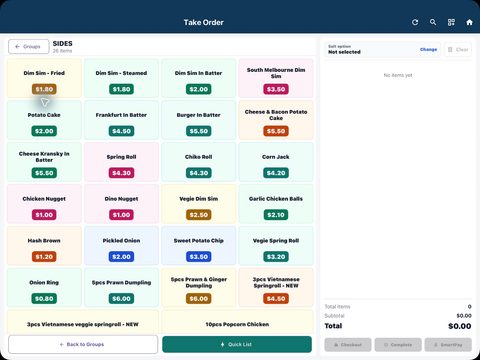 Take Order
← Groups
SIDES
26 items
Dim Sim - Fried
$1.80
Dim Sim - Steamed
$1.80
Dim Sim In Batter
$2.00
South Melbourne Dim
Sim
$3.50
Potato Cake
$2.00
Frankfurt In Batter
$4.50
Burger In Batter
$5.50
Cheese & Bacon Potato
Cake
$5.50
Cheese Kransky In
Batter
$5.50
Spring Roll
$4.30
Chiko Roll
$4.30
Corn Jack
$4.20
Chicken Nugget
$1.00
Dino Nugget
$1.00
Vegie Dim Sim
$2.50
Garlic Chicken Balls
$2.10
Hash Brown
$1.20
Pickled Onion
$2.00
Sweet Potato Chip
$3.50
Vegie Spring Roll
$3.20
Onion Ring
$0.80
5pcs Prawn Dumpling
$6.00
5pcs Prawn & Ginger
Dumpling
$6.00
3pcs Vietnamese
Springroll - NEW
$4.50
3pcs Vietnamese veggie springroll - NEW
10pcs Popcorn Chicken
← Back to Groups
Quick List
Salt option
Not selected
Change
Clear
No items yet
Total items 0
Subtotal $0.00
Total $0.00
Checkout
Complete
SmartPay